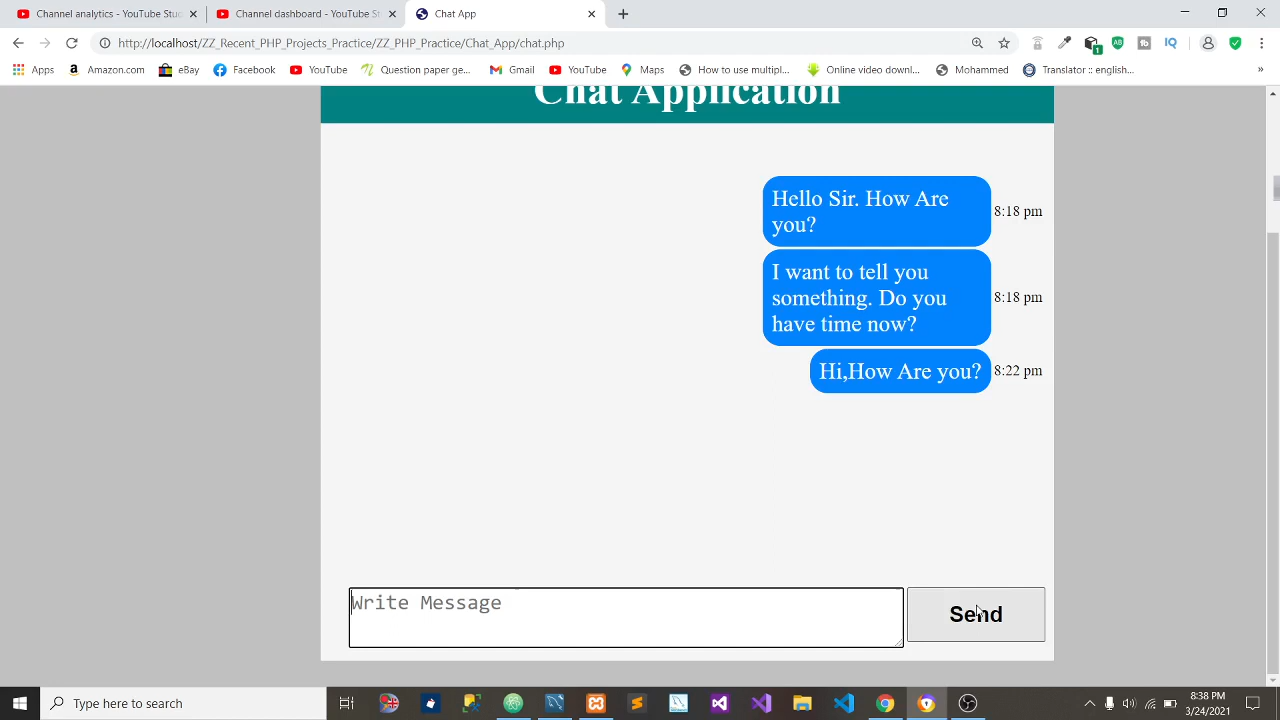 Channel analytics - YouTube Stu
Channel dashboard - YouTube S
Chat App
http://localhost/ZZ_Recent_PHP_Projects_Practice/ZZ_PHP_Practice/Chat_App/chat.php
Apps
Amazon.com
eBay
Facebook
YouTube
Question paper ge...
Gmail
YouTube
Maps
How to use multipl...
Online video downl...
Mohammed
Translator :: english...
»
Chat Application
Hello Sir. How Are
you?
8:18 pm
I want to tell you
something. Do you
have time now?
8:18 pm
Hi,How Are you?
8:22 pm
Write Message
Send
Type here to search
8:38 PM
3/24/2021